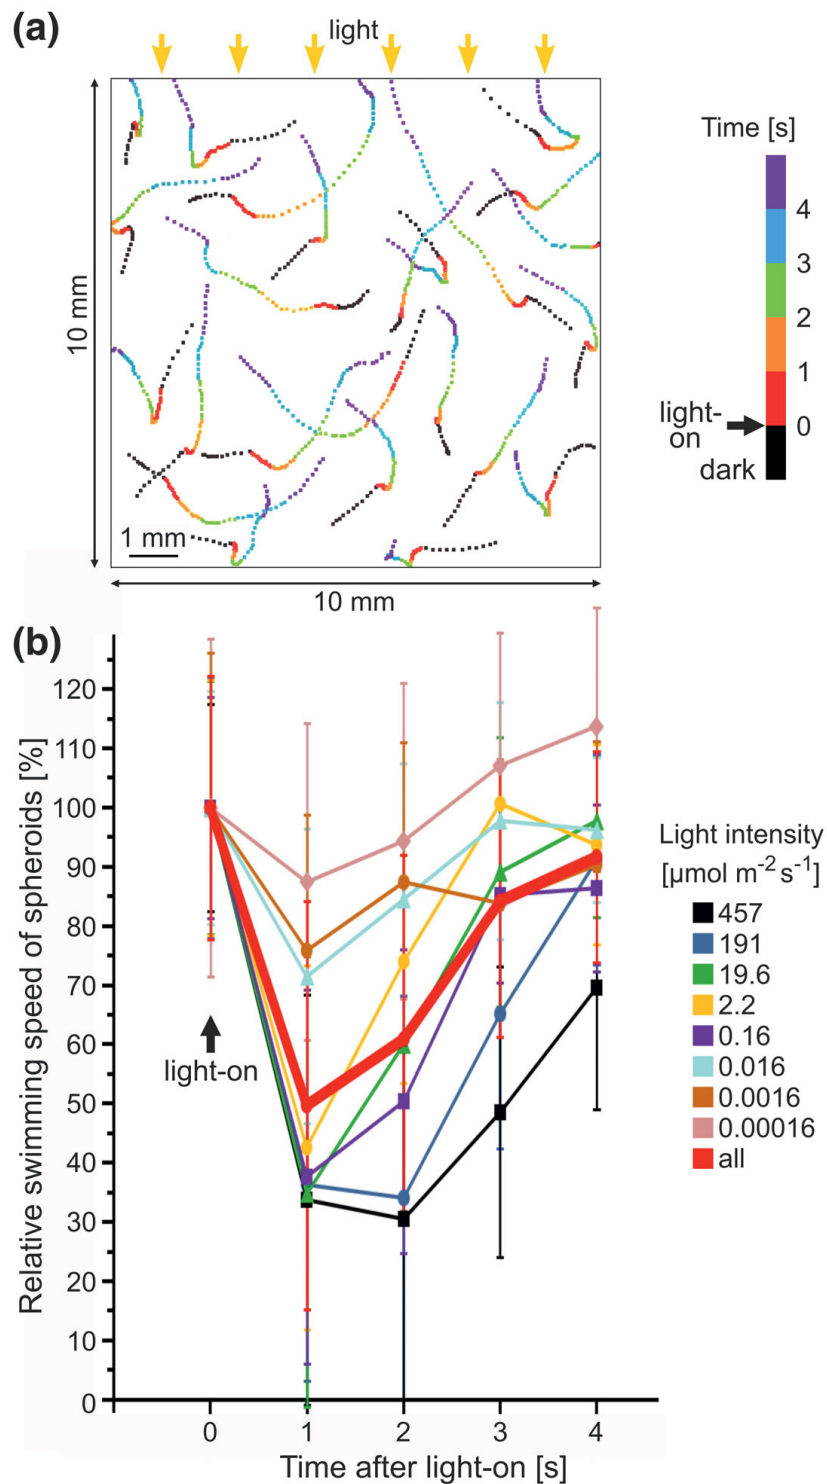 (a)
light
10 mm
1 mm
10 mm
Time [s]
4
3
2
1
light-on
0
dark
(b)
Relative swimming speed of spheroids [%]
120
110
100
90
80
70
60
50
40
30
20
10
0
light-on
0 1 2 3 4
Time after light-on [s]
Light intensity
[µmol m⁻² s⁻¹]
457
191
19.6
2.2
0.16
0.016
0.0016
0.00016
all